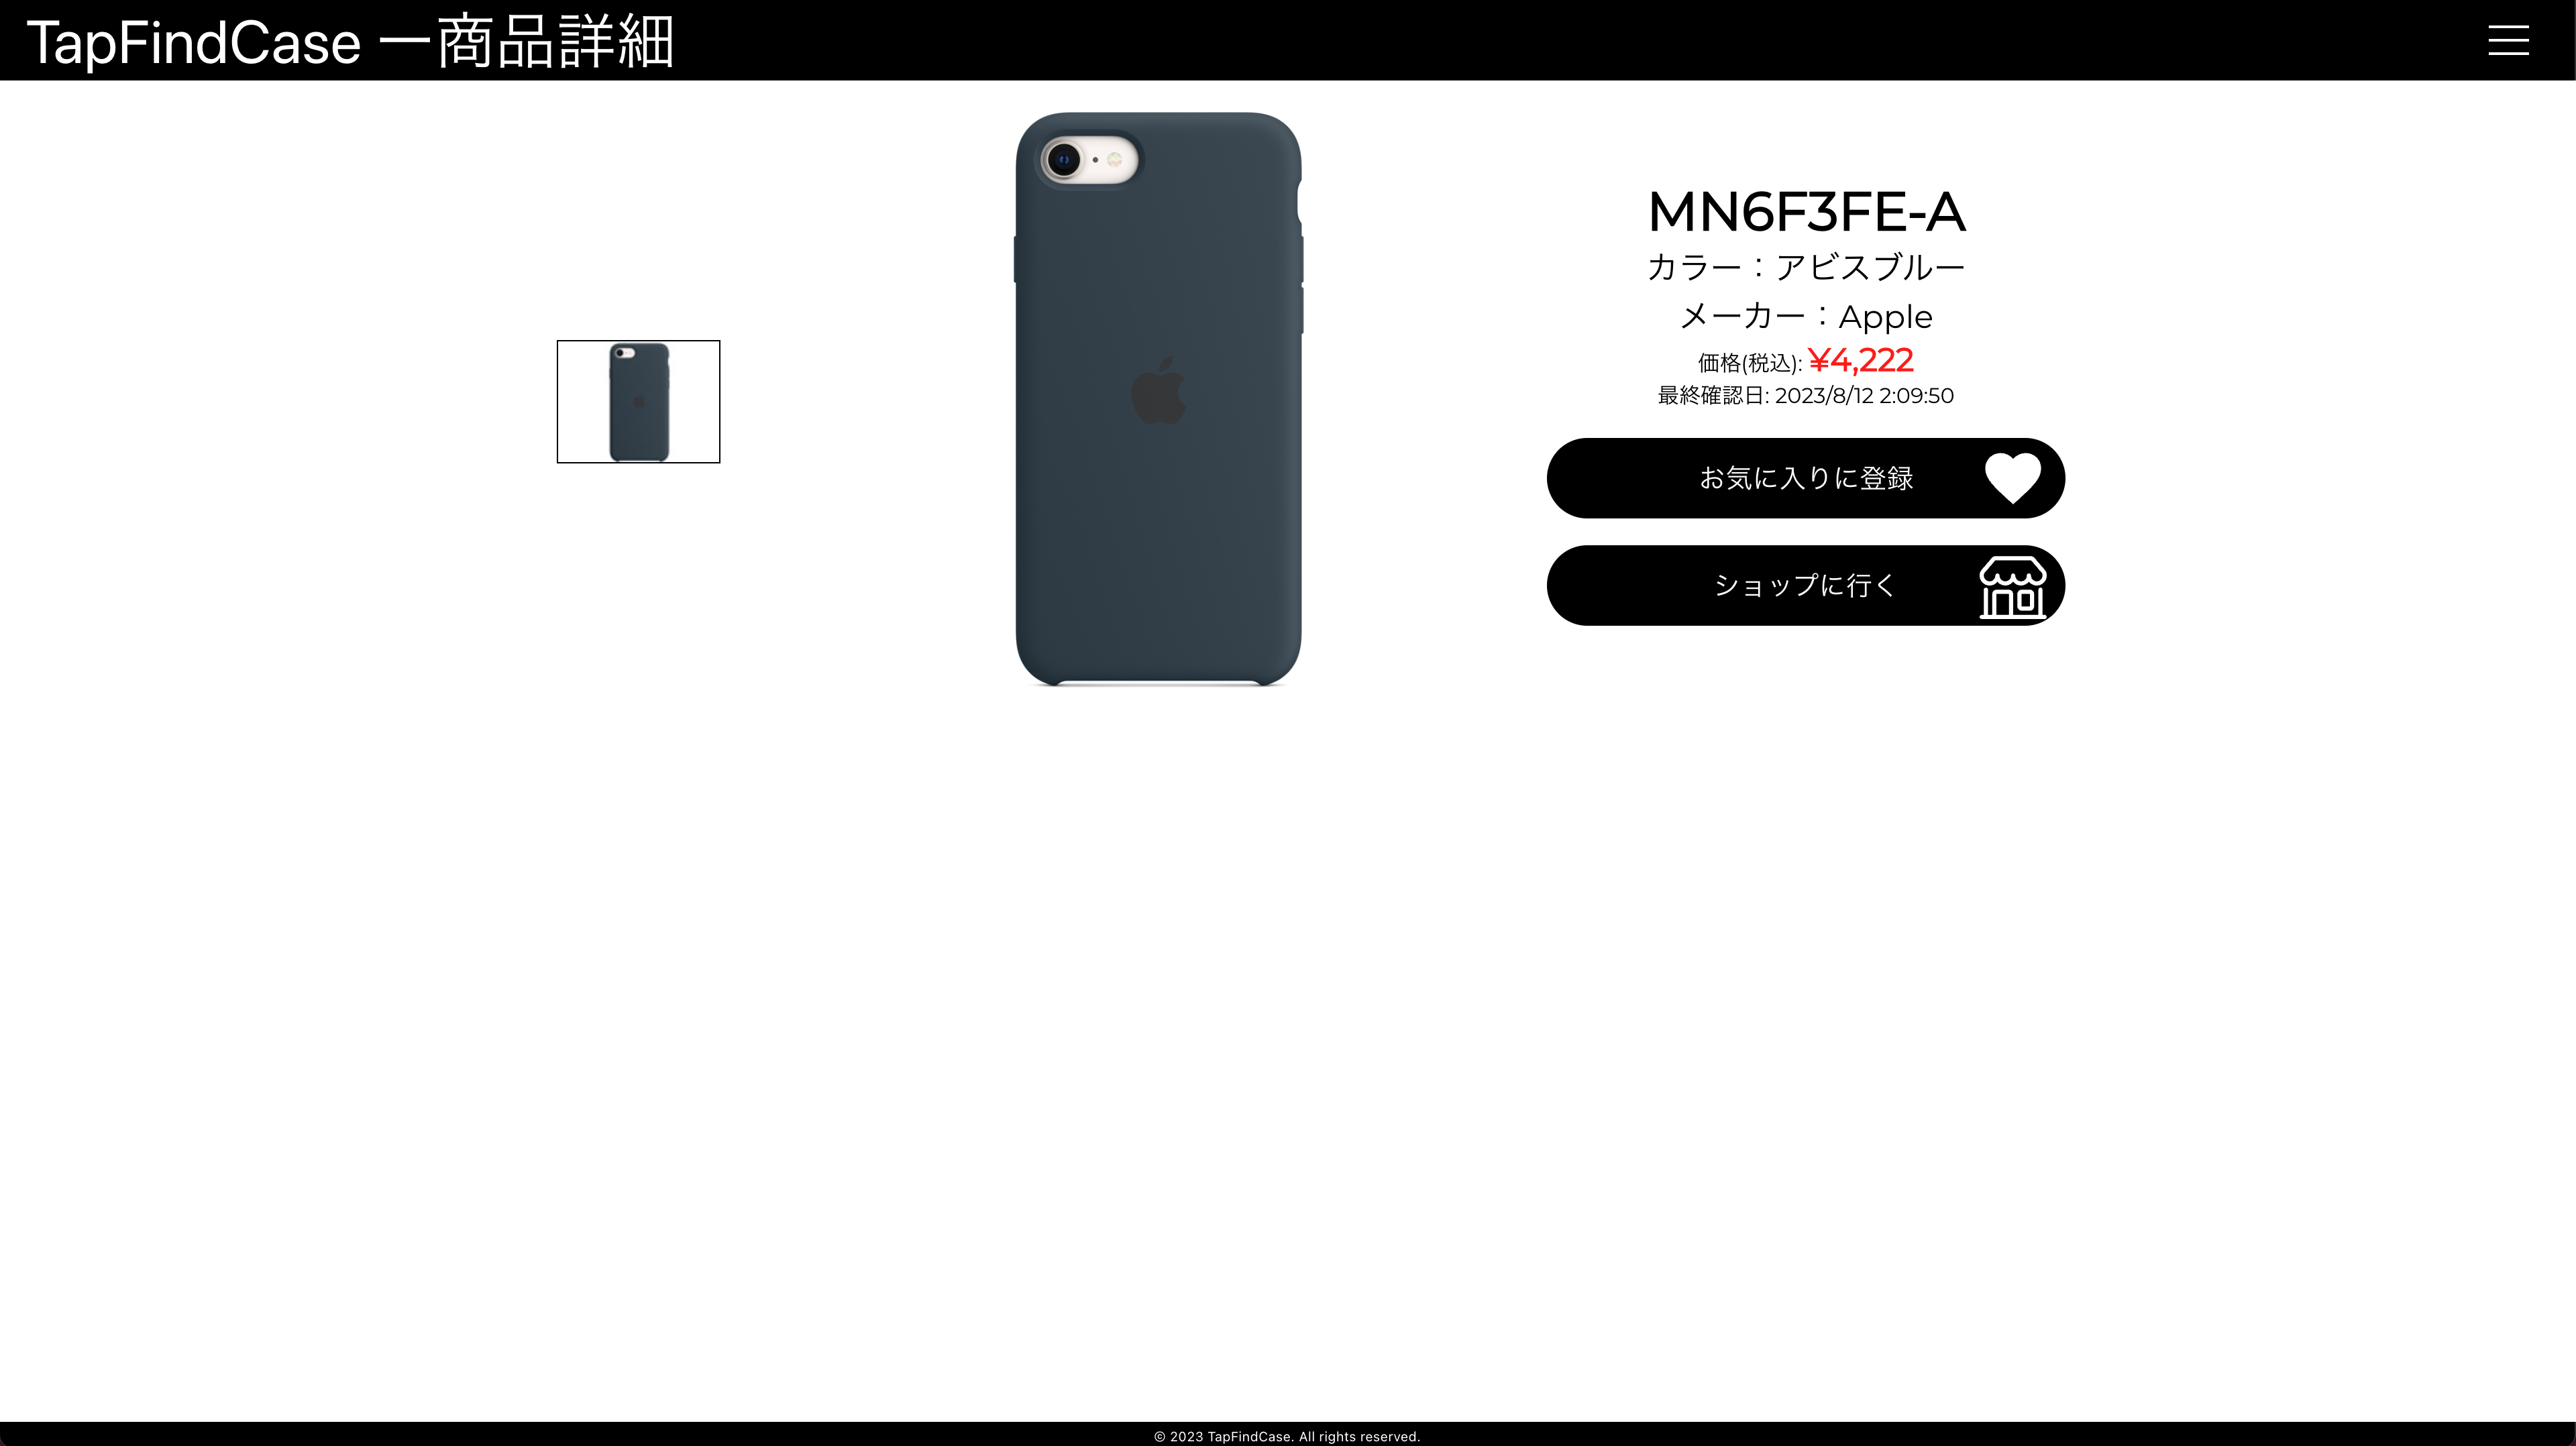 TapFindCase ー商品詳細
MN6F3FE-A
カラー：アビスブルー
メーカー：Apple
価格(税込): ¥4,222
最終確認日: 2023/8/12 2:09:50
お気に入りに登録
ショップに行く
© 2023 TapFindCase. All rights reserved.